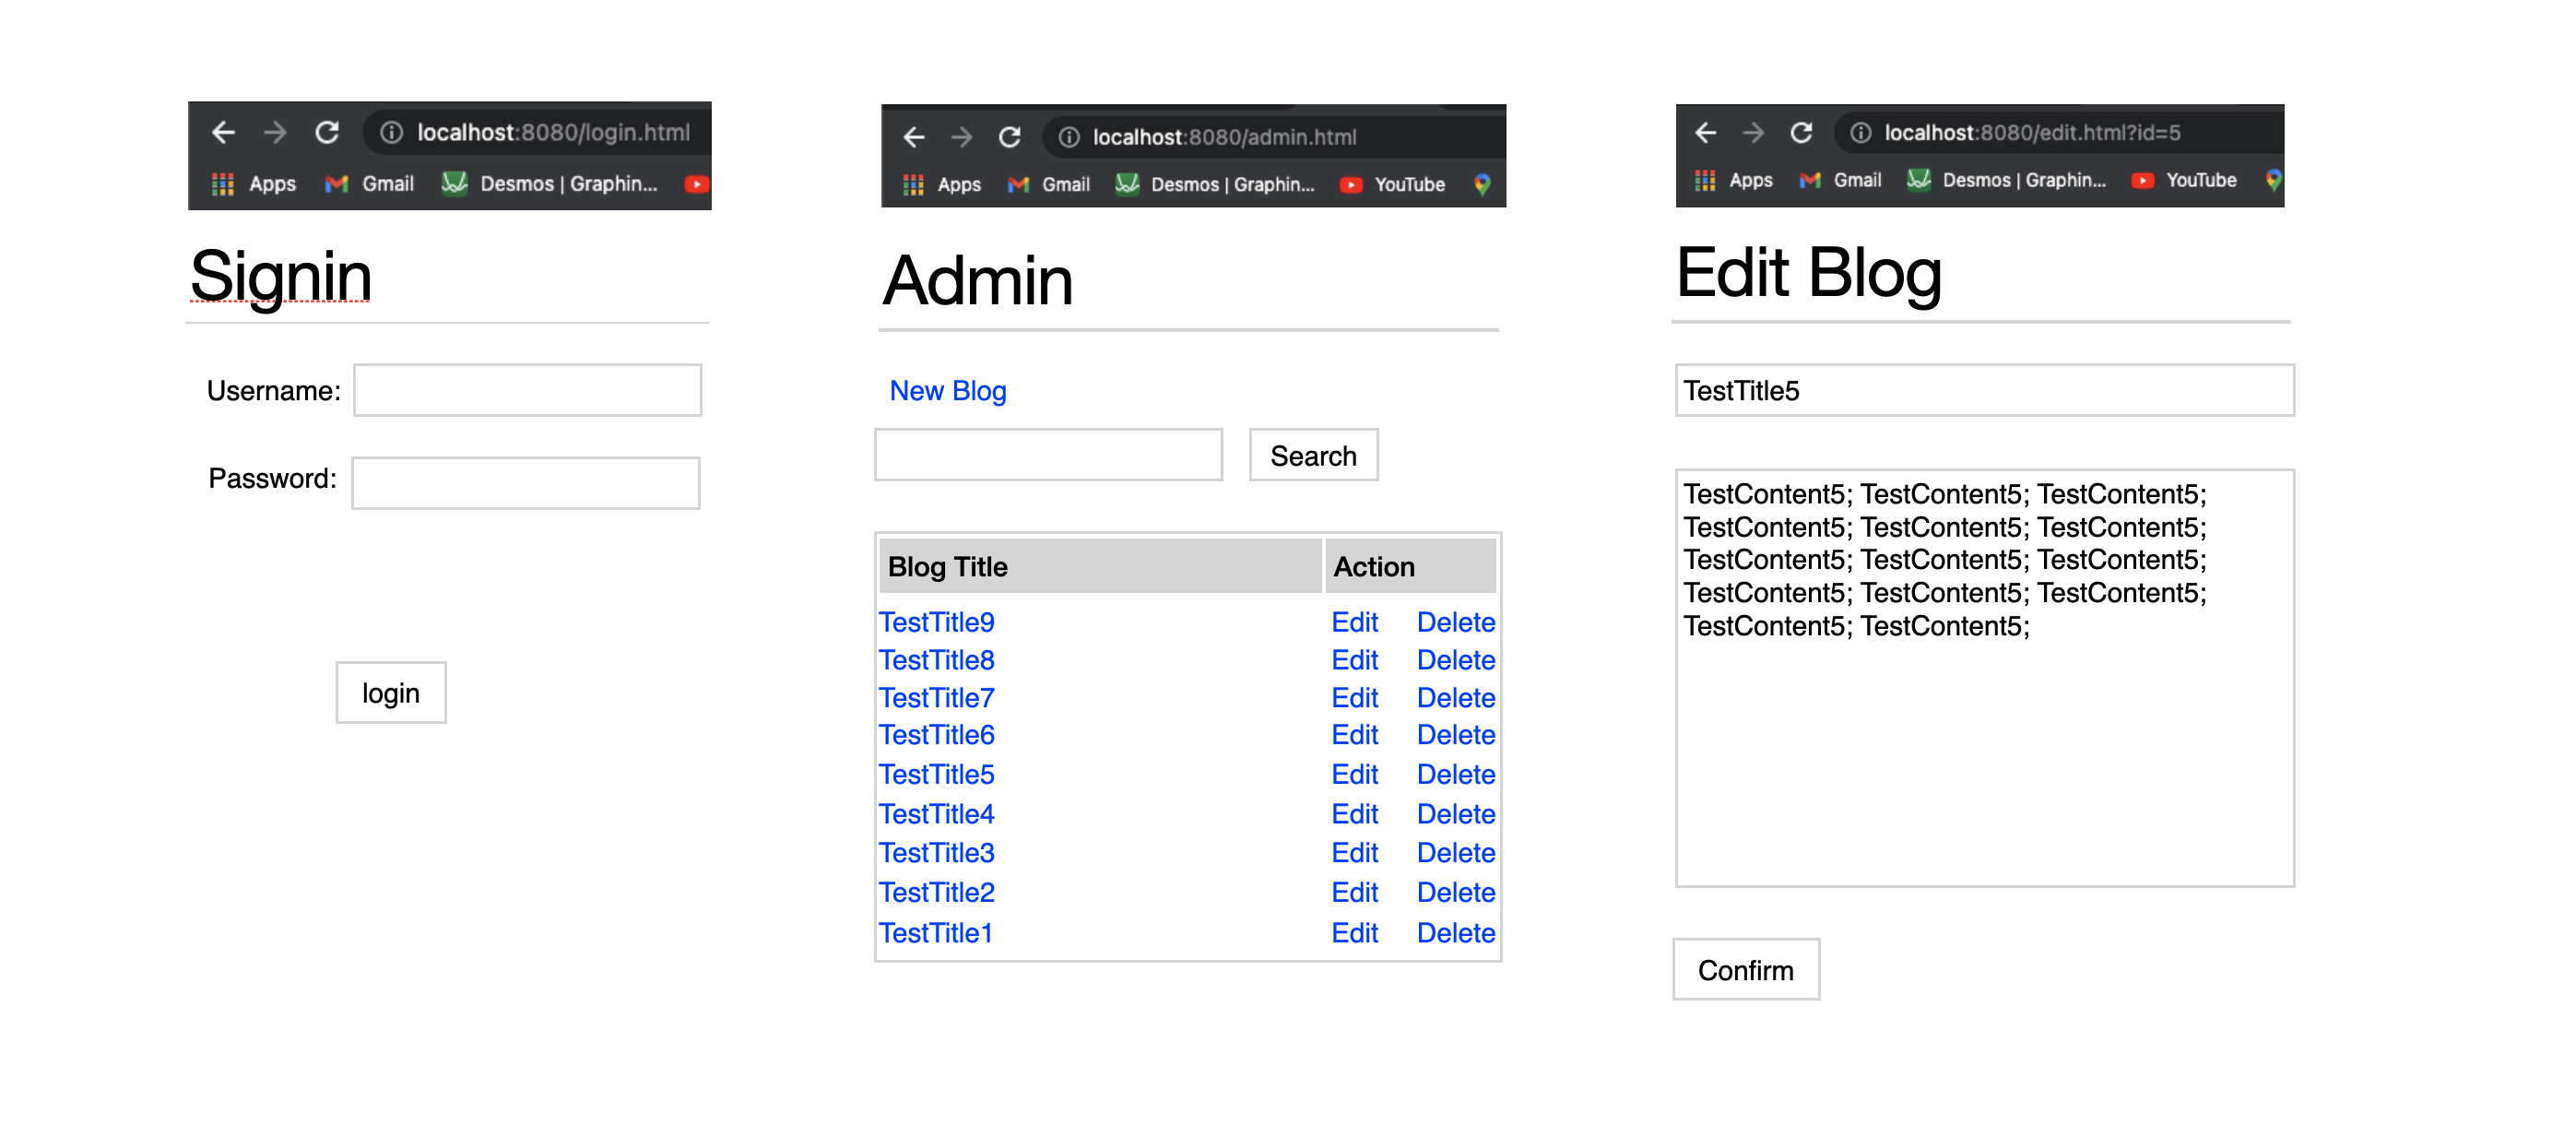 localhost:8080/login.html
Apps Gmail Desmos | Graphin...
Signin
Username:
Password:
login
localhost:8080/admin.html
Apps Gmail Desmos | Graphin... YouTube
Admin
New Blog
Search
Blog Title Action
TestTitle9 Edit Delete
TestTitle8 Edit Delete
TestTitle7 Edit Delete
TestTitle6 Edit Delete
TestTitle5 Edit Delete
TestTitle4 Edit Delete
TestTitle3 Edit Delete
TestTitle2 Edit Delete
TestTitle1 Edit Delete
localhost:8080/edit.html?id=5
Apps Gmail Desmos | Graphin... YouTube
Edit Blog
TestTitle5
TestContent5; TestContent5; TestContent5;
TestContent5; TestContent5; TestContent5;
TestContent5; TestContent5; TestContent5;
TestContent5; TestContent5; TestContent5;
TestContent5; TestContent5;
Confirm